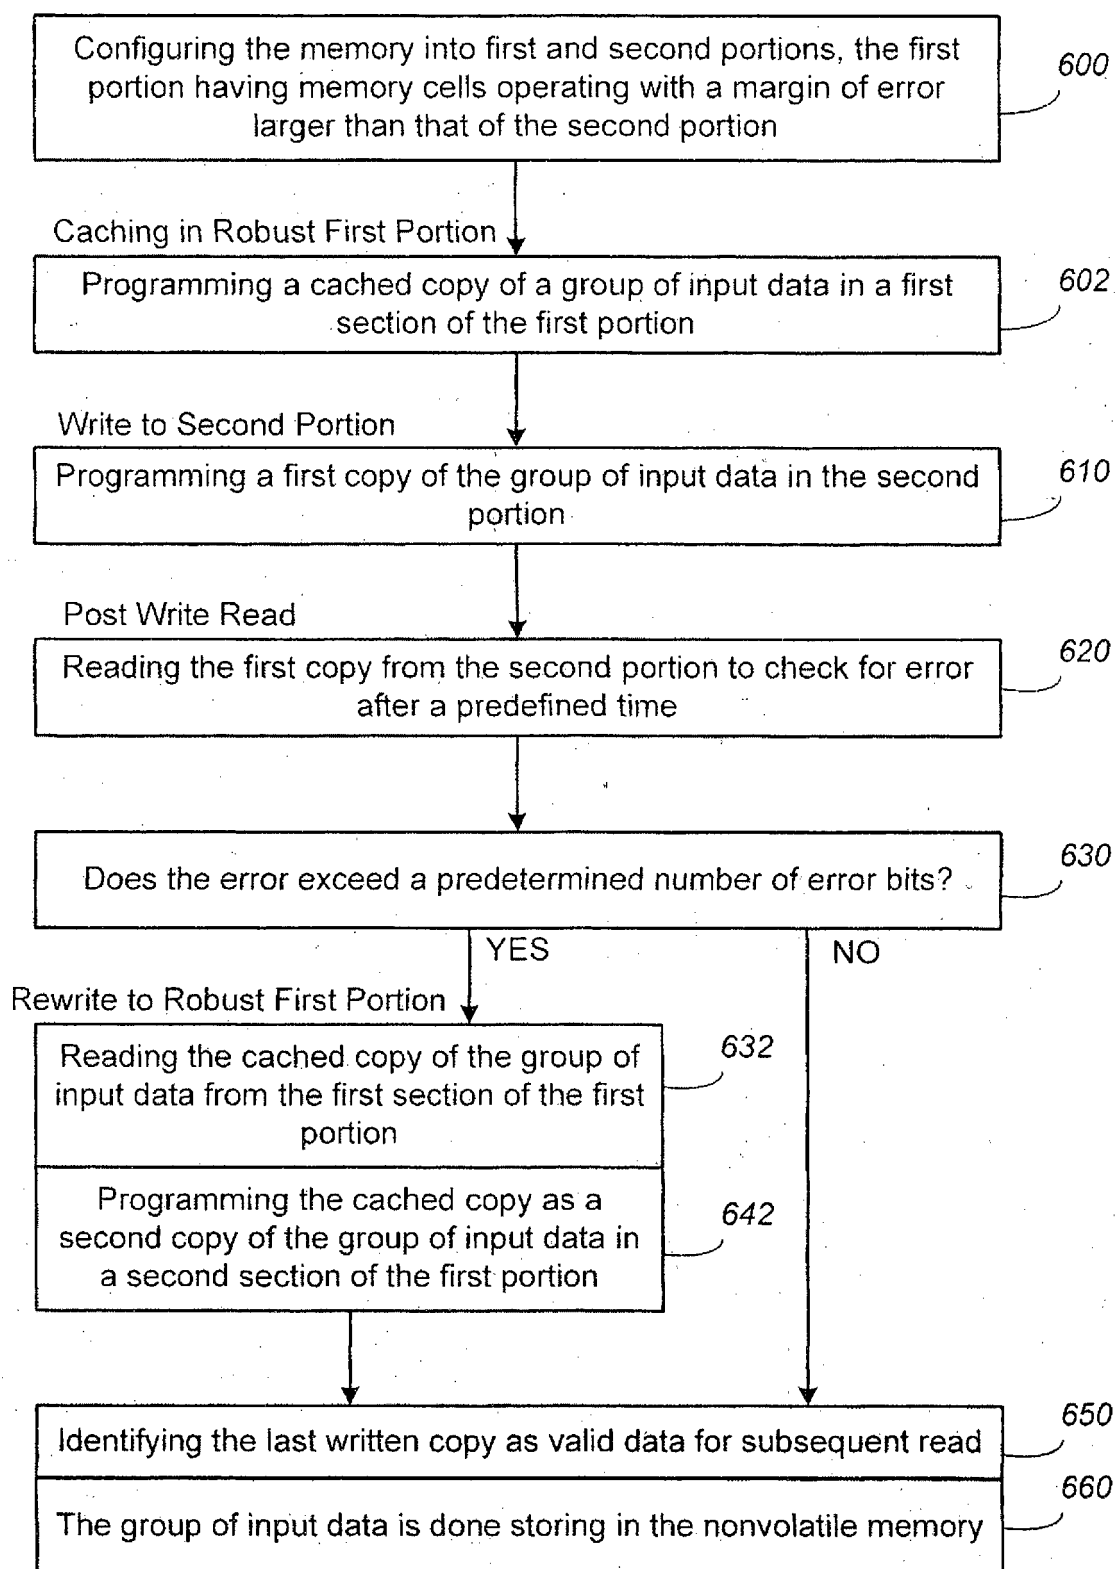 Configuring the memory into first and second portions, the first
portion having memory cells operating with a margin of error
larger than that of the second portion
600
Caching in Robust First Portion
Programming a cached copy of a group of input data in a first
section of the first portion
602
Write to Second Portion
Programming a first copy of the group of input data in the second
portion
610
Post Write Read
Reading the first copy from the second portion to check for error
after a predefined time
620
Does the error exceed a predetermined number of error bits?
630
YES
NO
Rewrite to Robust First Portion
Reading the cached copy of the group of
input data from the first section of the first
portion
632
Programming the cached copy as a
second copy of the group of input data in
a second section of the first portion
642
Identifying the last written copy as valid data for subsequent read
650
The group of input data is done storing in the nonvolatile memory
660